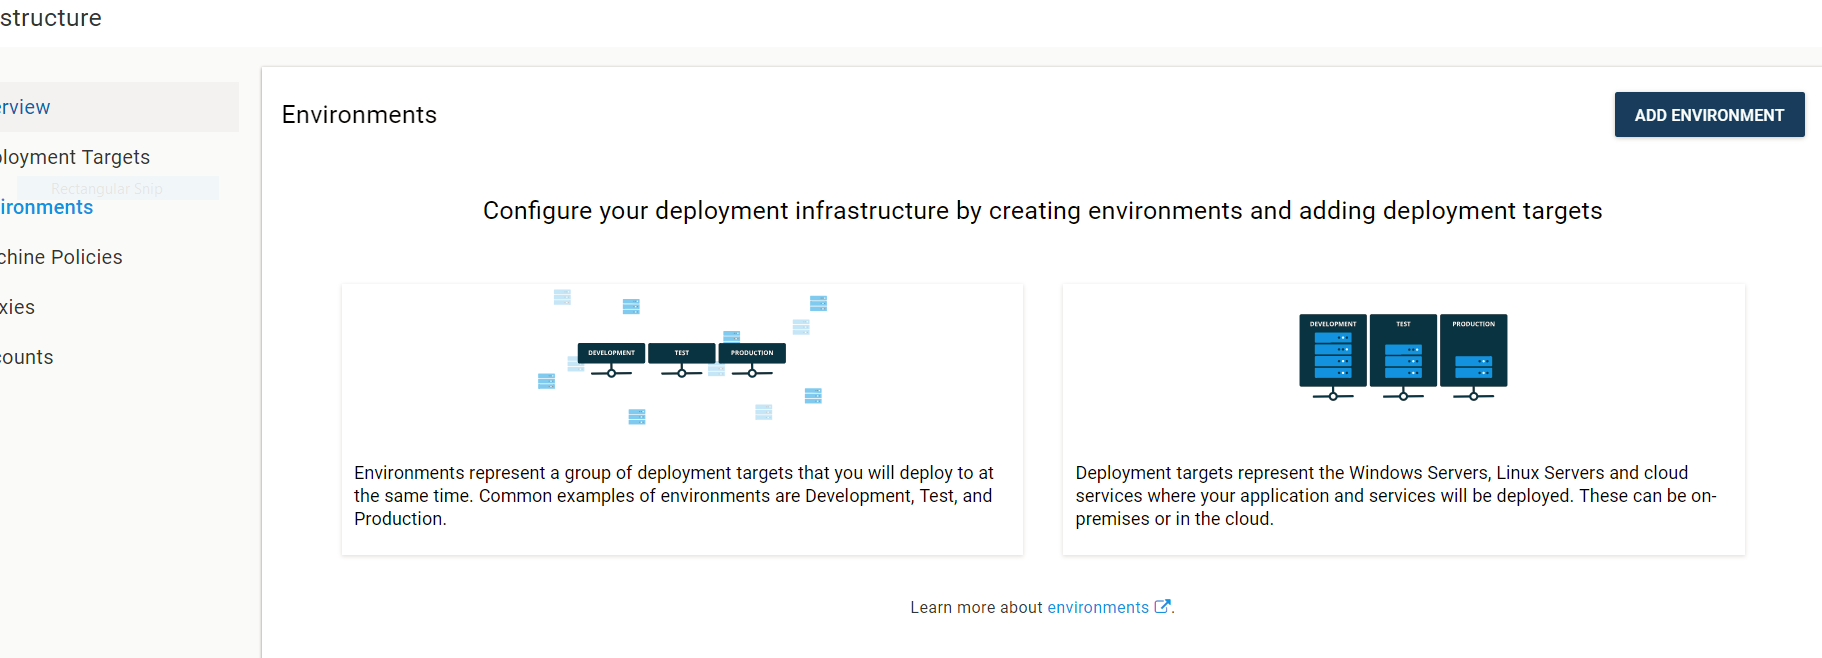 structure
erview
ployment Targets
Rectangular Snip
ironments
chine Policies
xies
counts
Environments
ADD ENVIRONMENT
Configure your deployment infrastructure by creating environments and adding deployment targets
DEVELOPMENT TEST PRODUCTION
Environments represent a group of deployment targets that you will deploy to at
the same time. Common examples of environments are Development, Test, and
Production.
DEVELOPMENT TEST PRODUCTION
Deployment targets represent the Windows Servers, Linux Servers and cloud
services where your application and services will be deployed. These can be on-
premises or in the cloud.
Learn more about environments.